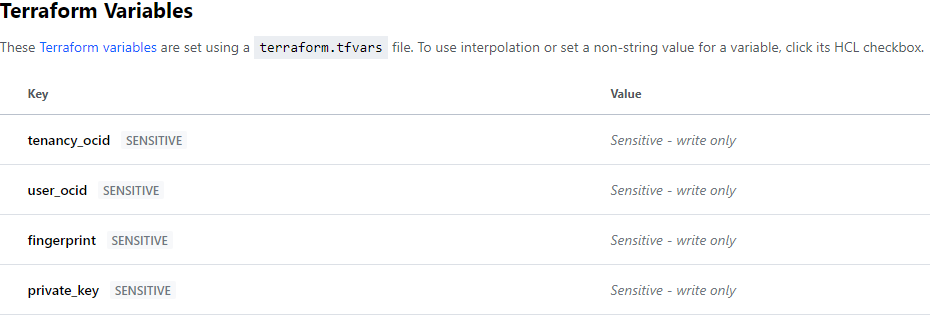 Terraform Variables
These Terraform variables are set using a terraform.tfvars file. To use interpolation or set a non-string value for a variable, click its HCL checkbox.
Key Value
tenancy_ocid SENSITIVE Sensitive - write only
user_ocid SENSITIVE Sensitive - write only
fingerprint SENSITIVE Sensitive - write only
private_key SENSITIVE Sensitive - write only